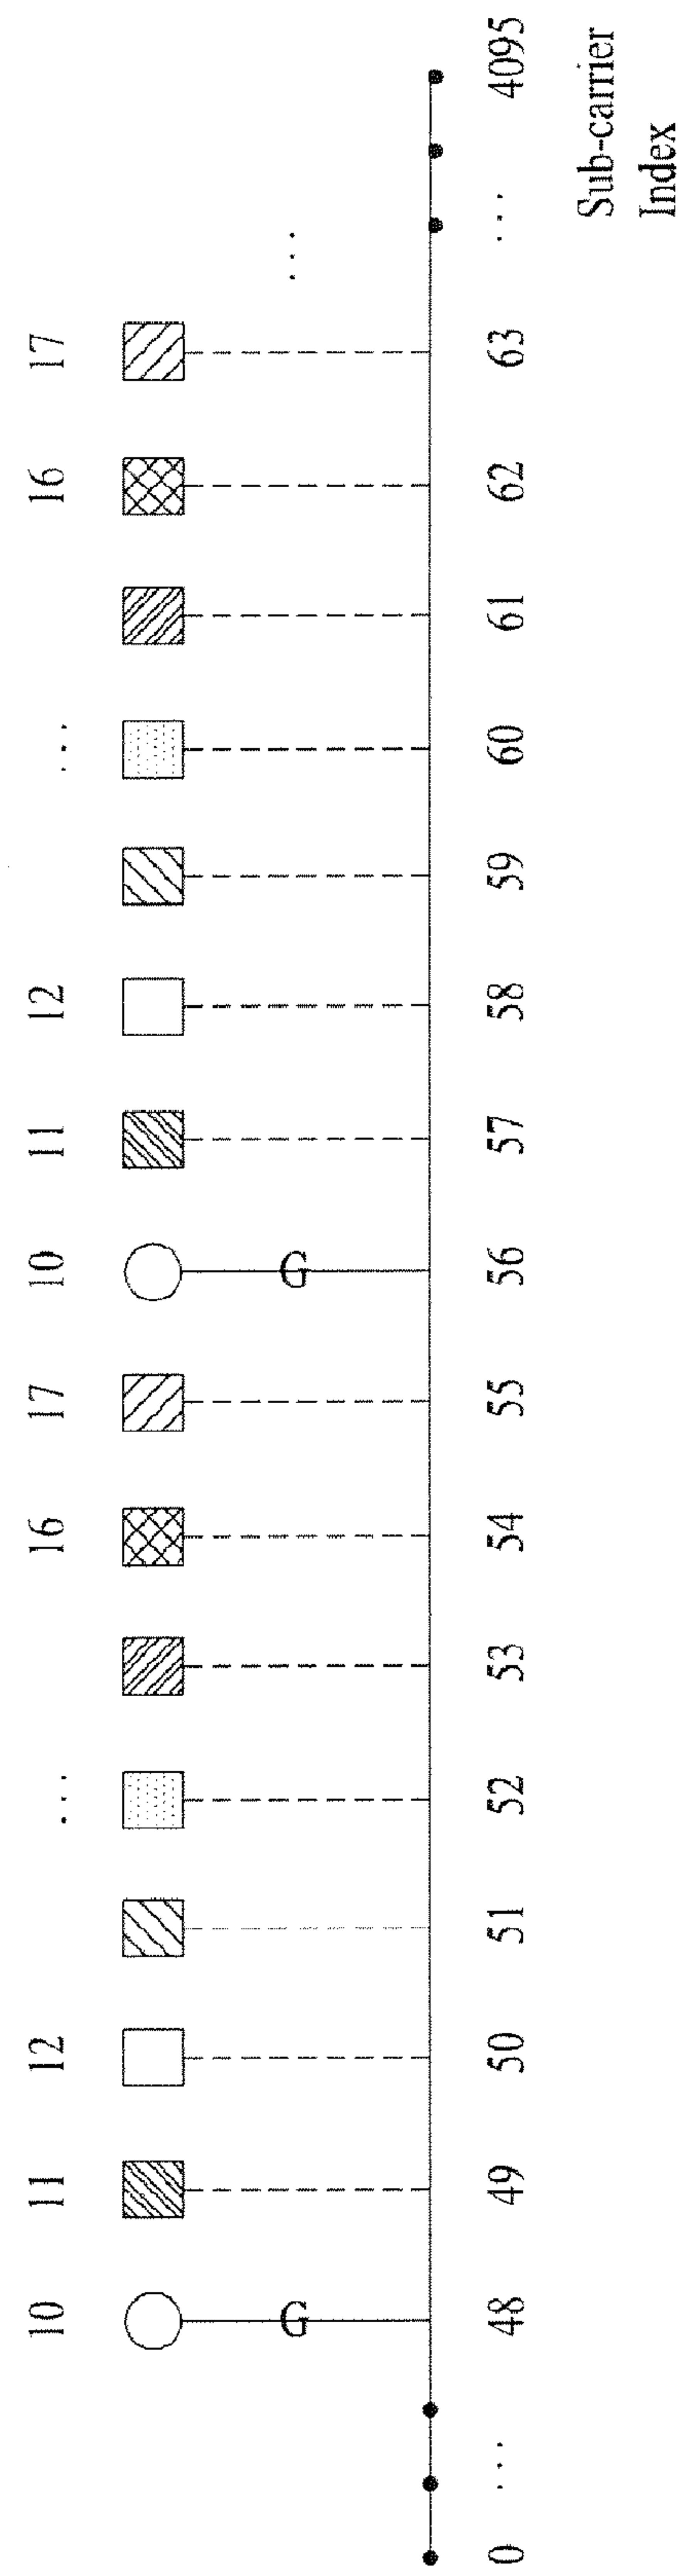 10 11 12 ... 16 17 10 11 12 ... 16 17
...
G G
0 ... 48 49 50 51 52 53 54 55 56 57 58 59 60 61 62 63 ... 4095
Sub-carrier
Index